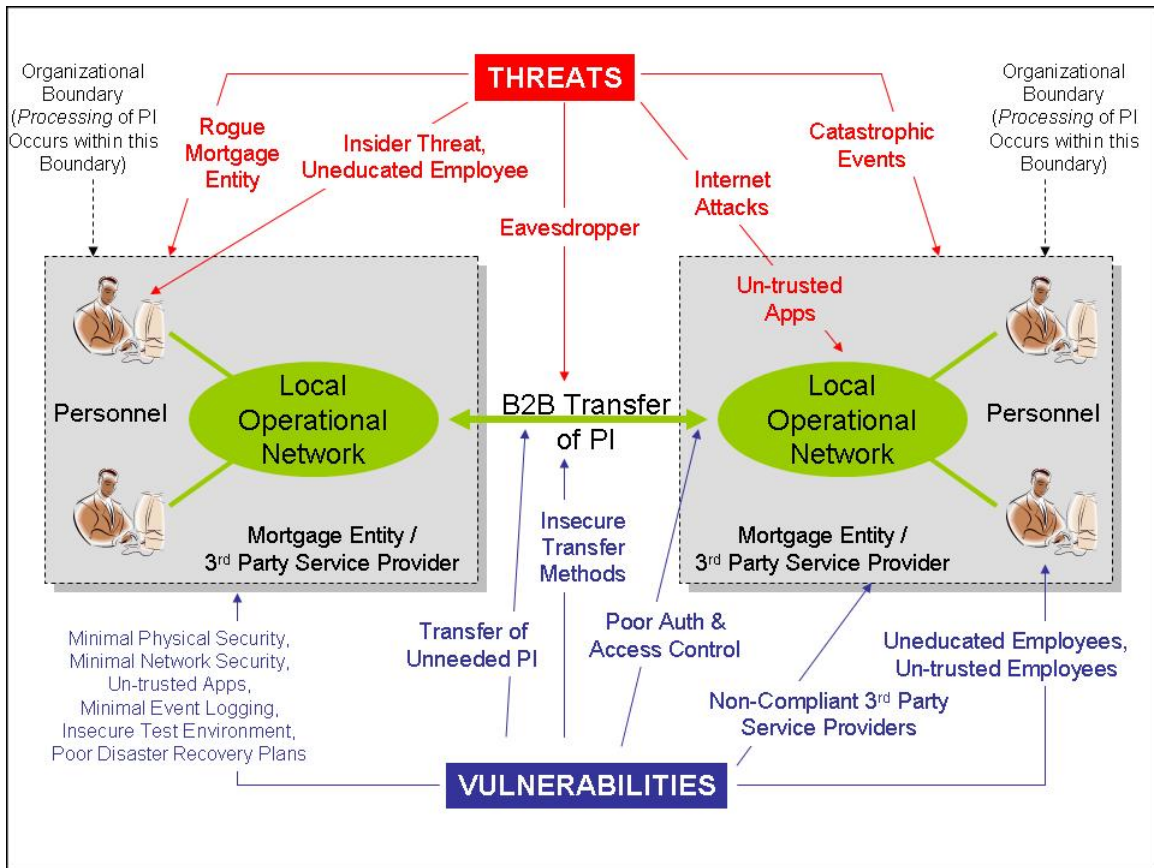 THREATS
Organizational
Boundary
(Processing of PI
Occurs within this
Boundary)
Rogue
Mortgage
Entity
Insider Threat,
Uneducated Employee
Eavesdropper
Internet
Attacks
Un-trusted
Apps
Catastrophic
Events
Organizational
Boundary
(Processing of PI
Occurs within this
Boundary)
Personnel
Local
Operational
Network
Mortgage Entity /
3rd Party Service Provider
B2B Transfer
of PI
Local
Operational
Network
Personnel
Mortgage Entity /
3rd Party Service Provider
Minimal Physical Security,
Minimal Network Security,
Un-trusted Apps,
Minimal Event Logging,
Insecure Test Environment,
Poor Disaster Recovery Plans
Transfer of
Unneeded PI
Insecure
Transfer
Methods
Poor Auth &
Access Control
Non-Compliant 3rd Party
Service Providers
Uneducated Employees,
Un-trusted Employees
VULNERABILITIES